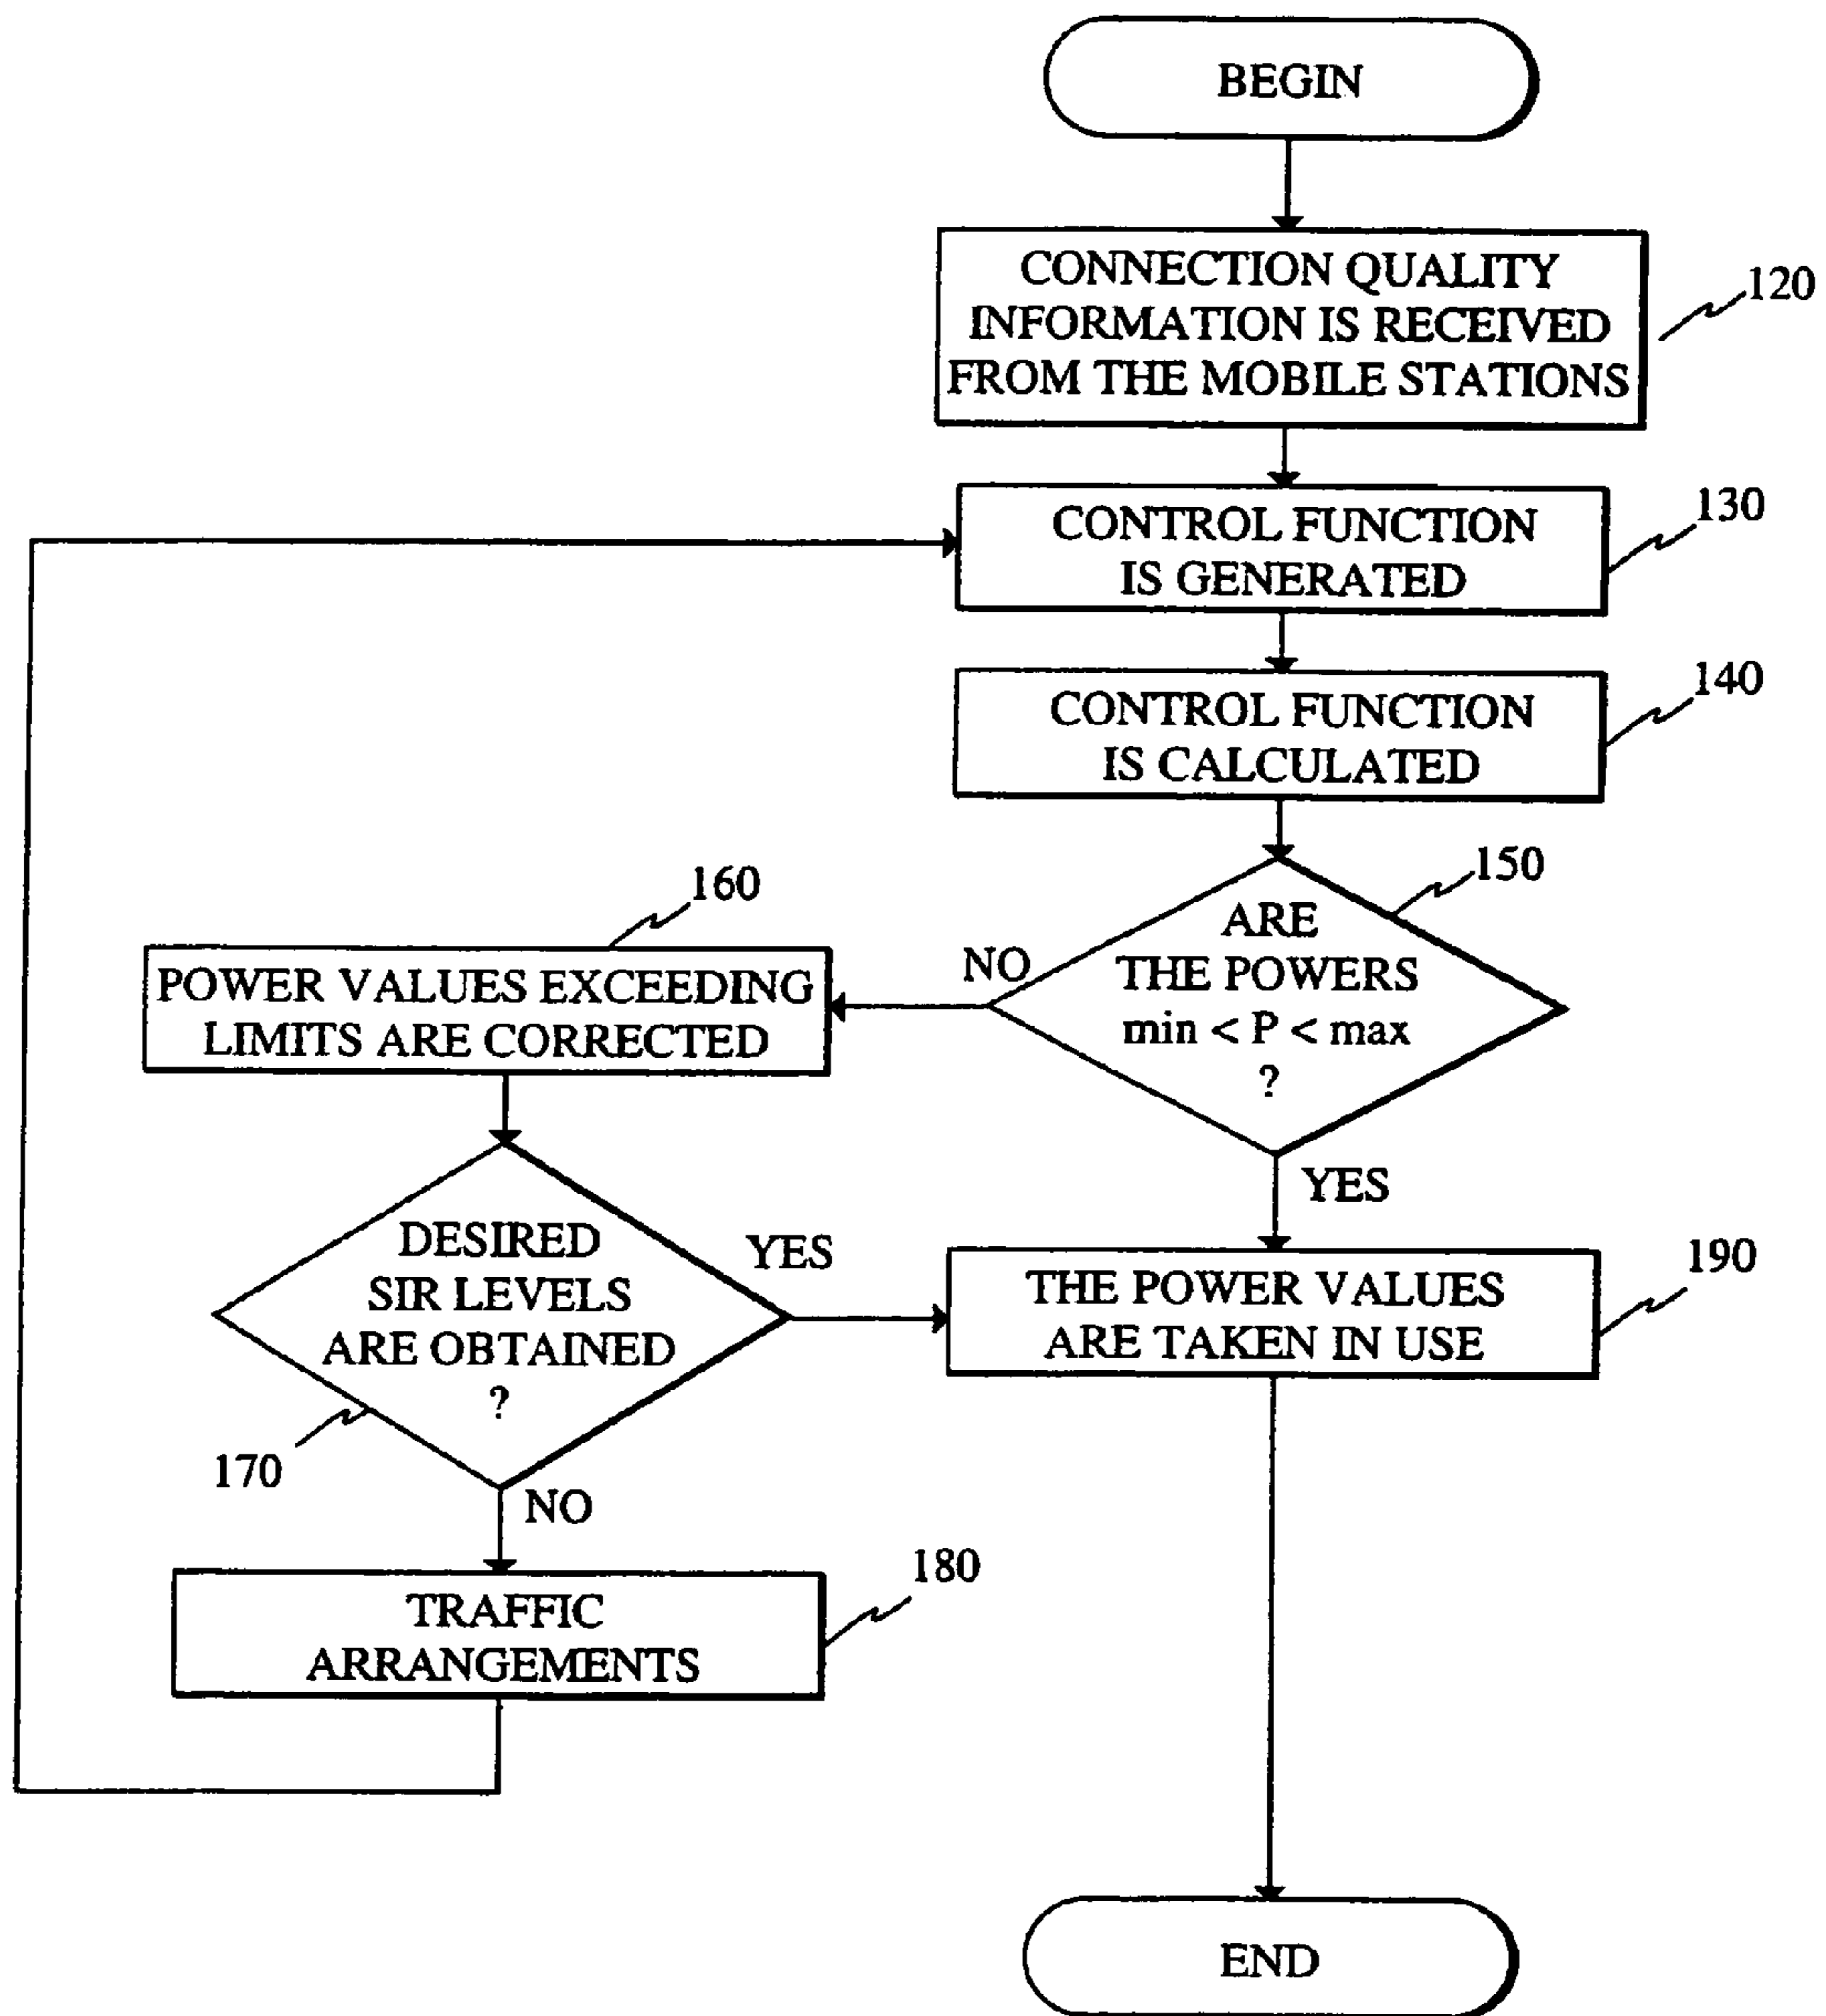 BEGIN
CONNECTION QUALITY
INFORMATION IS RECEIVED
FROM THE MOBILE STATIONS
120
CONTROL FUNCTION
IS GENERATED
130
CONTROL FUNCTION
IS CALCULATED
140
ARE
THE POWERS
min < P < max
?
150
NO
YES
160
POWER VALUES EXCEEDING
LIMITS ARE CORRECTED
DESIRED
SIR LEVELS
ARE OBTAINED
?
170
YES
NO
THE POWER VALUES
ARE TAKEN IN USE
190
TRAFFIC
ARRANGEMENTS
180
END